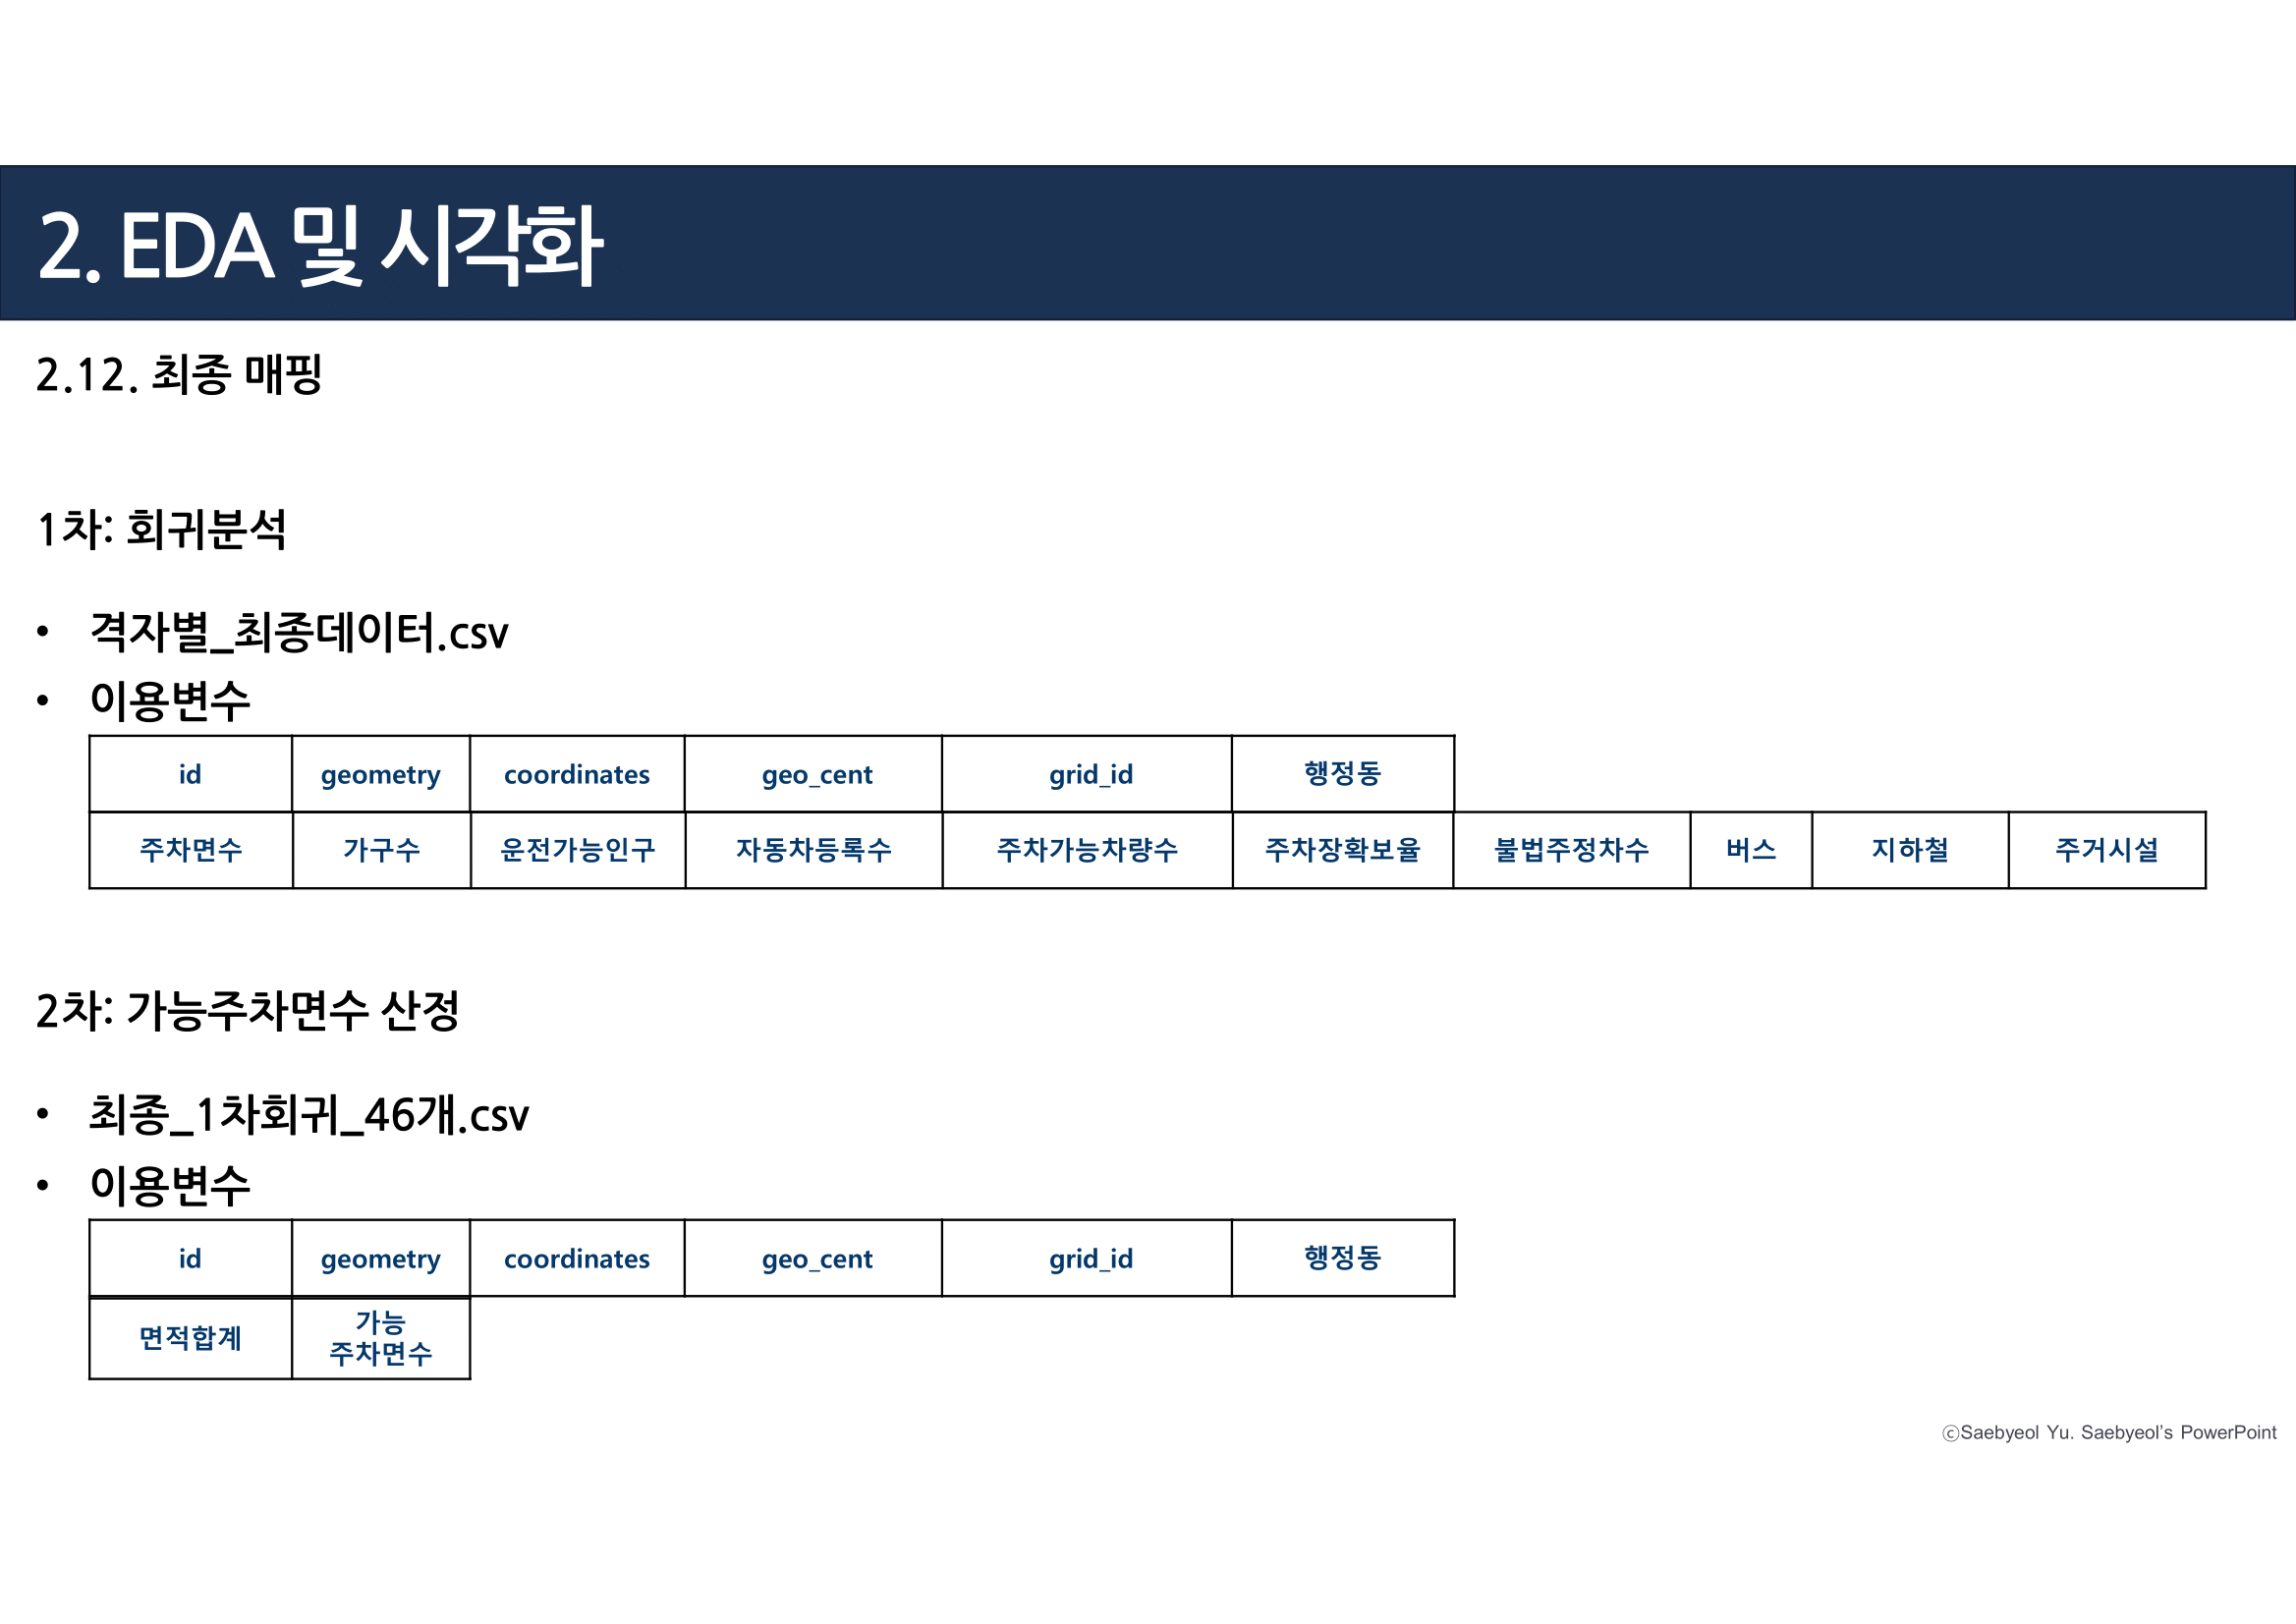 2. EDA 및 시각화
2.12. 최종 매핑
1차: 회귀분석
• 격자별_최종데이터.csv
• 이용변수
id geometry coordinates geo_cent grid_id 행정동
주차면수 가구수 운전가능인구 자동차등록수 주차가능차량수 주차장확보율 불법주정차수 버스 지하철 주거시설
2차: 가능주차면수 산정
• 최종_1차회귀_46개.csv
• 이용변수
id geometry coordinates geo_cent grid_id 행정동
면적합계 가능
주차면수
ⓒSaebyeol Yu. Saebyeol’s PowerPoint